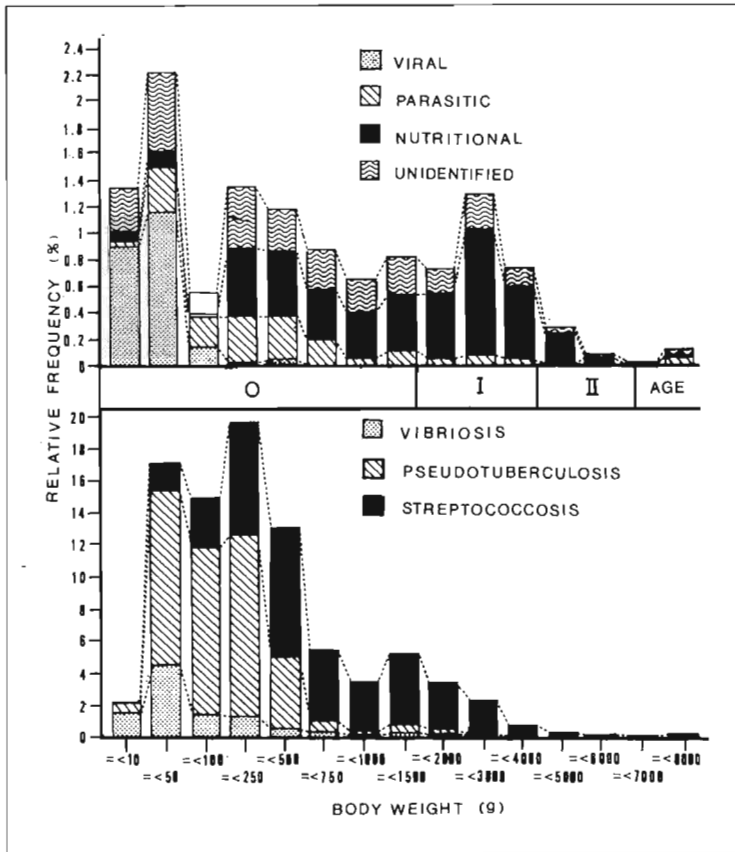 2.4
2.2
2
1.8
1.6
1.4
1.2
1
0.8
0.6
0.4
0.2
0
VIRAL
PARASITIC
NUTRITIONAL
UNIDENTIFIED
RELATIVE FREQUENCY (%)
O I II AGE
20
18
16
14
12
10
8
6
4
2
0
VIBRIOSIS
PSEUDOTUBERCULOSIS
STREPTOCOCCOSIS
=<10 =<100 =<500 =<1000 =<2000 =<4000 =<6000 =<8000
=<50 =<250 =<750 =<1500 =<3000 =<5000 =<7000
BODY WEIGHT (g)